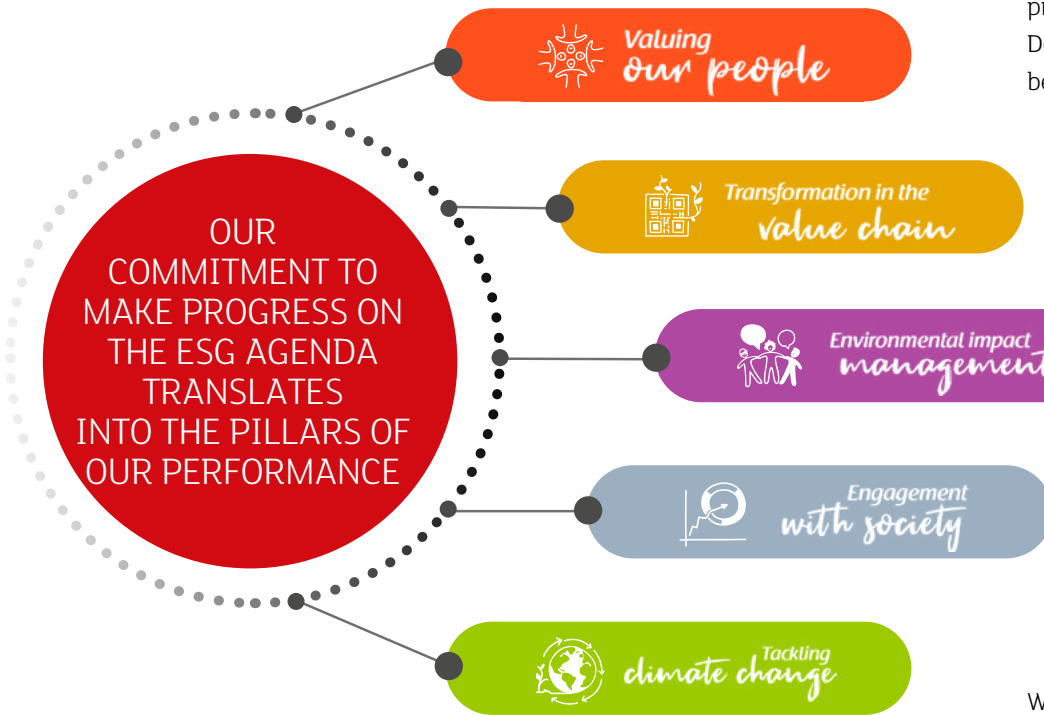 OUR
COMMITMENT TO
MAKE PROGRESS ON
THE ESG AGENDA
TRANSLATES
INTO THE PILLARS OF
OUR PERFORMANCE
Valuing
our people
Transformation in the
value chain
Environmental impact
management
Engagement
with society
Tackling
climate change